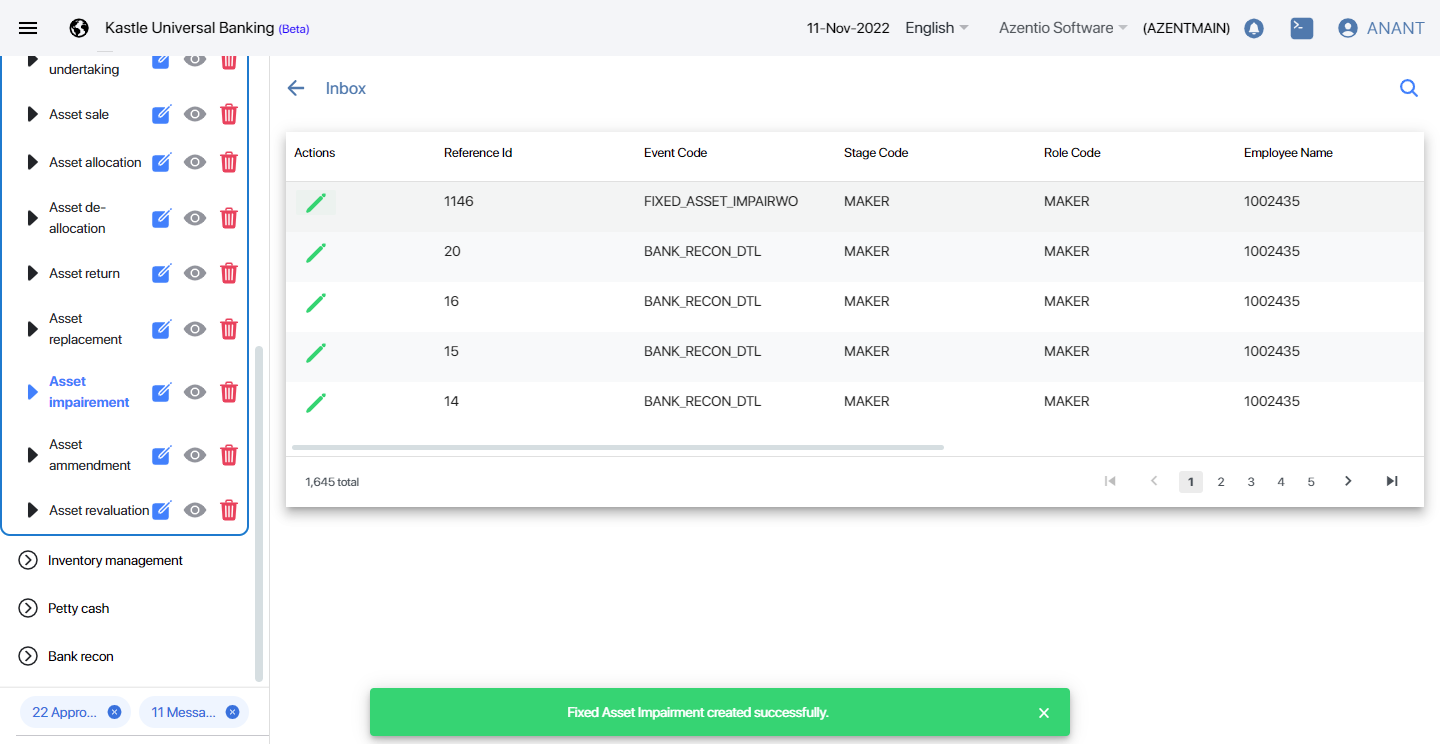 Kastle Universal Banking (Beta)
11-Nov-2022
English
Azentio Software
(AZENTMAIN)
ANANT
undertaking
Asset sale
Asset allocation
Asset de-
allocation
Asset return
Asset
replacement
Asset
impairement
Asset
ammendment
Asset revaluation
Inventory management
Petty cash
Bank recon
22 Appro...
11 Messa...
Inbox
Actions Reference Id Event Code Stage Code Role Code Employee Name
1146 FIXED_ASSET_IMPAIRWO MAKER MAKER 1002435
20 BANK_RECON_DTL MAKER MAKER 1002435
16 BANK_RECON_DTL MAKER MAKER 1002435
15 BANK_RECON_DTL MAKER MAKER 1002435
14 BANK_RECON_DTL MAKER MAKER 1002435
1,645 total
1 2 3 4 5
Fixed Asset Impairment created successfully.